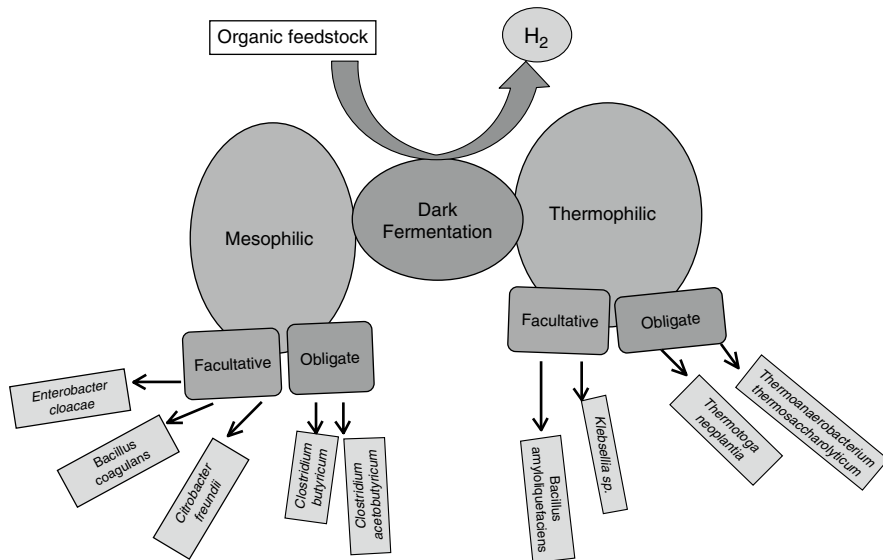 Organic feedstock
H₂
Mesophilic
Dark
Fermentation
Thermophilic
Facultative
Obligate
Facultative
Obligate
Enterobacter
cloacae
Bacillus
coagulans
Citrobacter
freundii
Clostridium
butyricum
Clostridium
acetobutyricum
Bacillus
amyloliquefaciens
Klebsellia sp.
Thermotoga
neoplantia
Thermoanaerobacterium
thermosaccharolyticum